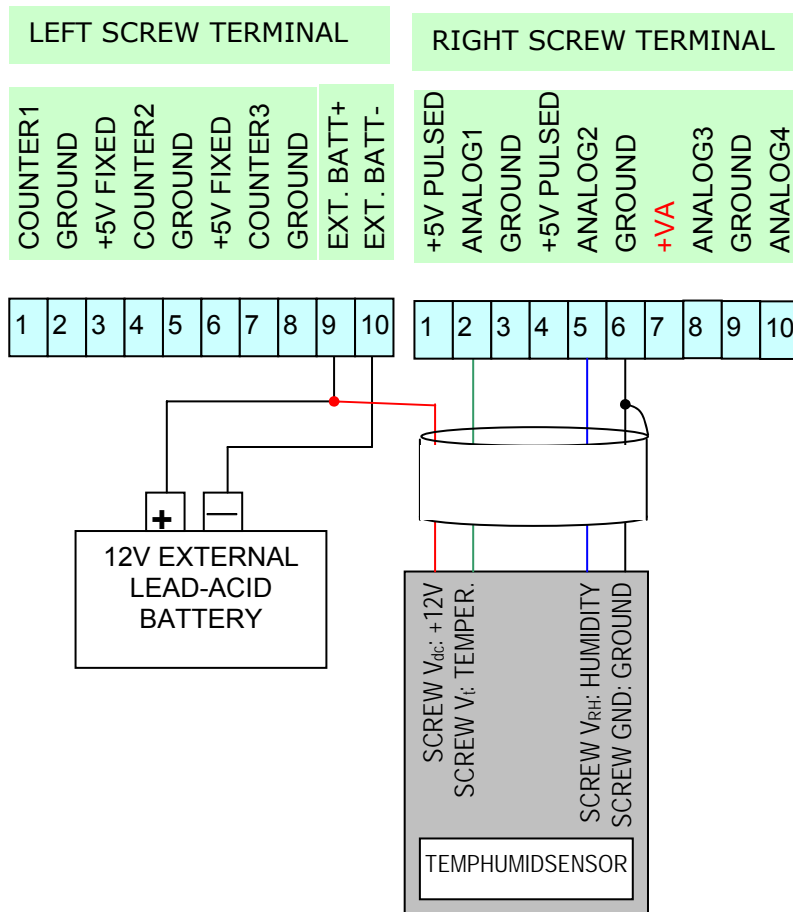 LEFT SCREW TERMINAL
RIGHT SCREW TERMINAL
COUNTER1
GROUND
+5V FIXED
COUNTER2
GROUND
+5V FIXED
COUNTER3
GROUND
EXT. BATT+
EXT. BATT-
+5V PULSED
ANALOG1
GROUND
+5V PULSED
ANALOG2
GROUND
+VA
ANALOG3
GROUND
ANALOG4
1 2 3 4 5 6 7 8 9 10
1 2 3 4 5 6 7 8 9 10
+ —
12V EXTERNAL
LEAD-ACID
BATTERY
SCREW Vdc: +12V
SCREW Vt: TEMPER.
SCREW VRH: HUMIDITY
SCREW GND: GROUND
TEMPHUMIDSENSOR